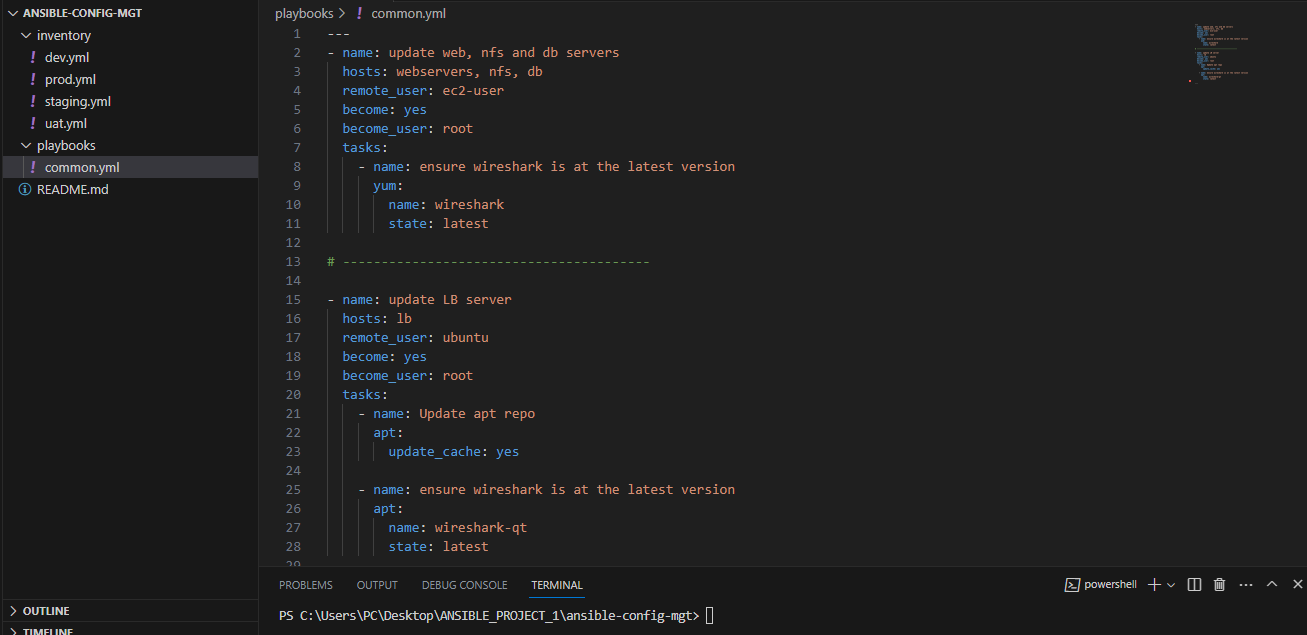 ANSIBLE-CONFIG-MGT
inventory
! dev.yml
! prod.yml
! staging.yml
! uat.yml
playbooks
! common.yml
README.md
OUTLINE
TIMELINE
playbooks > ! common.yml
1 ---
2 - name: update web, nfs and db servers
3 hosts: webservers, nfs, db
4 remote_user: ec2-user
5 become: yes
6 become_user: root
7 tasks:
8 - name: ensure wireshark is at the latest version
9 yum:
10 name: wireshark
11 state: latest
12
13 # ----------------------------------------
14
15 - name: update LB server
16 hosts: lb
17 remote_user: ubuntu
18 become: yes
19 become_user: root
20 tasks:
21 - name: Update apt repo
22 apt:
23 update_cache: yes
24
25 - name: ensure wireshark is at the latest version
26 apt:
27 name: wireshark-qt
28 state: latest
29
PROBLEMS OUTPUT DEBUG CONSOLE TERMINAL powershell
PS C:\Users\PC\Desktop\ANSIBLE_PROJECT_1\ansible-config-mgt>